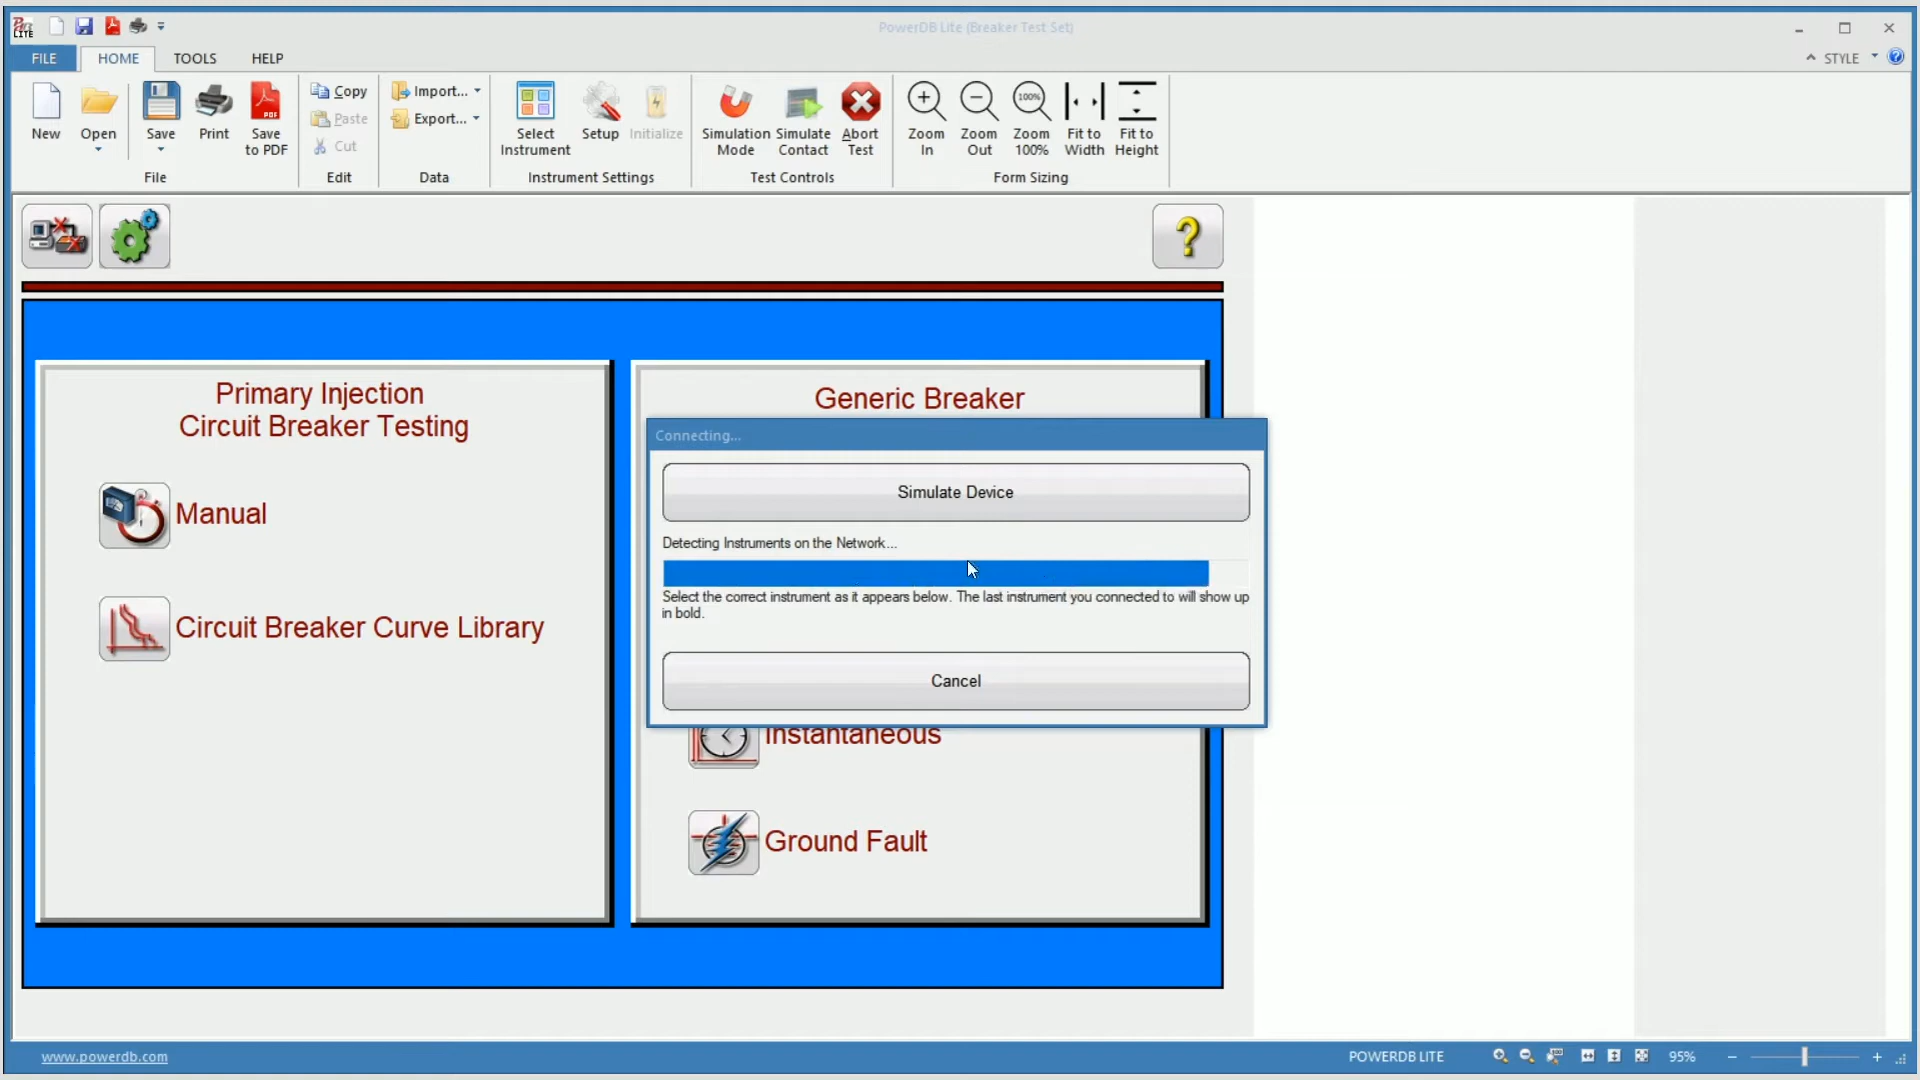 LITE
PowerDB Lite (Breaker Test Set)
FILE HOME TOOLS HELP STYLE
New Open Save Print Save to PDF
File
Copy
Paste
Cut
Edit
Import...
Export...
Data
Select Instrument Setup Initialize
Instrument Settings
Simulation Mode Simulate Contact Abort Test
Test Controls
100%
Zoom In Zoom Out Zoom 100% Fit to Width Fit to Height
Form Sizing
Primary Injection
Circuit Breaker Testing
Manual
Circuit Breaker Curve Library
Generic Breaker
Connecting...
Simulate Device
Detecting Instruments on the Network...
Select the correct instrument as it appears below. The last instrument you connected to will show up
in bold.
Cancel
Instantaneous
Ground Fault
www.powerdb.com
POWERDB LITE
95%